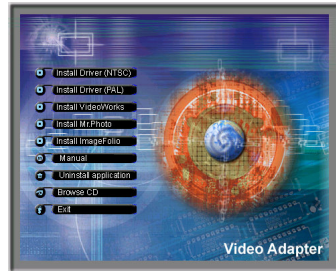 Install Driver (NTSC)
Install Driver (PAL)
Install VideoWorks
Install Mr.Photo
Install ImageFolio
Manual
Uninstall application
Browse CD
Exit
Video Adapter